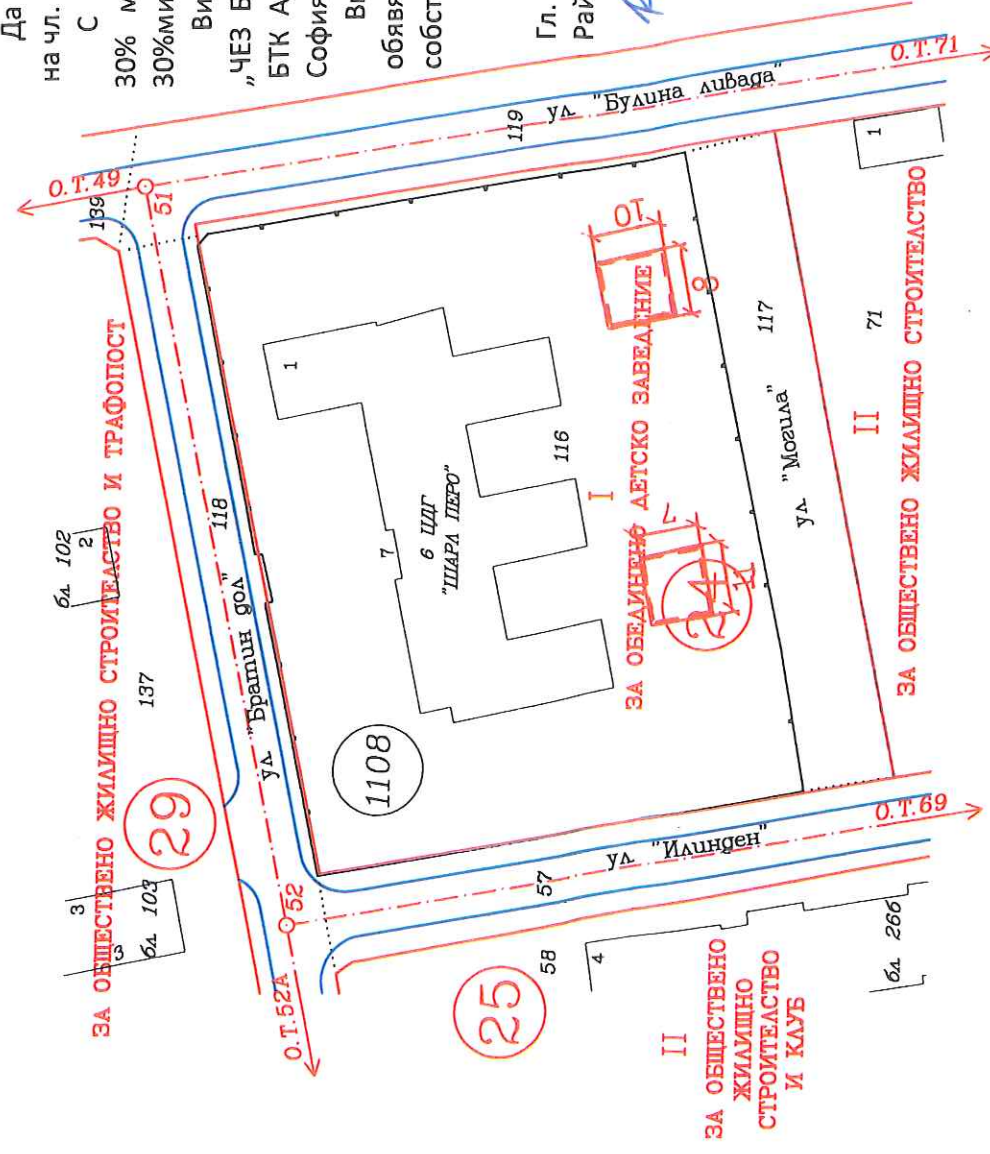 Да
на чл.
С
30% м
30%ми
Ви
„ЧЕЗ Б
БТК А
София
Вт
обявя
собст
Гл.
Рай
ЗА ОБЩЕСТВЕНО ЖИЛИЩНО СТРОИТЕЛСТВО И ТРАФОПОСТ
3
3
бл 103
29
137
бл 102
2
139
О.Т.49
51
118
ул. "Братин дол"
52
О.Т.52А
119
ул "Булина ливада"
О.Т.71
1108
7
6 ЦДГ
"ШАРЛ ПЕРО"
1
116
I
ЗА ОБЕДИНЕНО ДЕТСКО ЗАВЕДЕНИЕ
24
7
11
10
8
117
ул. "Могила"
71
II
ЗА ОБЩЕСТВЕНО ЖИЛИЩНО СТРОИТЕЛСТВО
1
57
ул "Илинден"
О.Т.69
25
58
4
бл 266
II
ЗА ОБЩЕСТВЕНО
ЖИЛИЩНО
СТРОИТЕЛСТВО
И КЛУБ